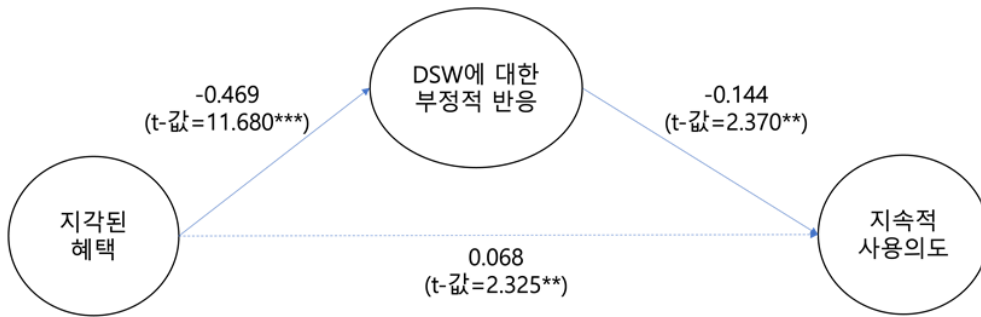 DSW에 대한
부정적 반응
-0.469
(t-값=11.680***)
-0.144
(t-값=2.370**)
지각된
혜택
지속적
사용의도
0.068
(t-값=2.325**)